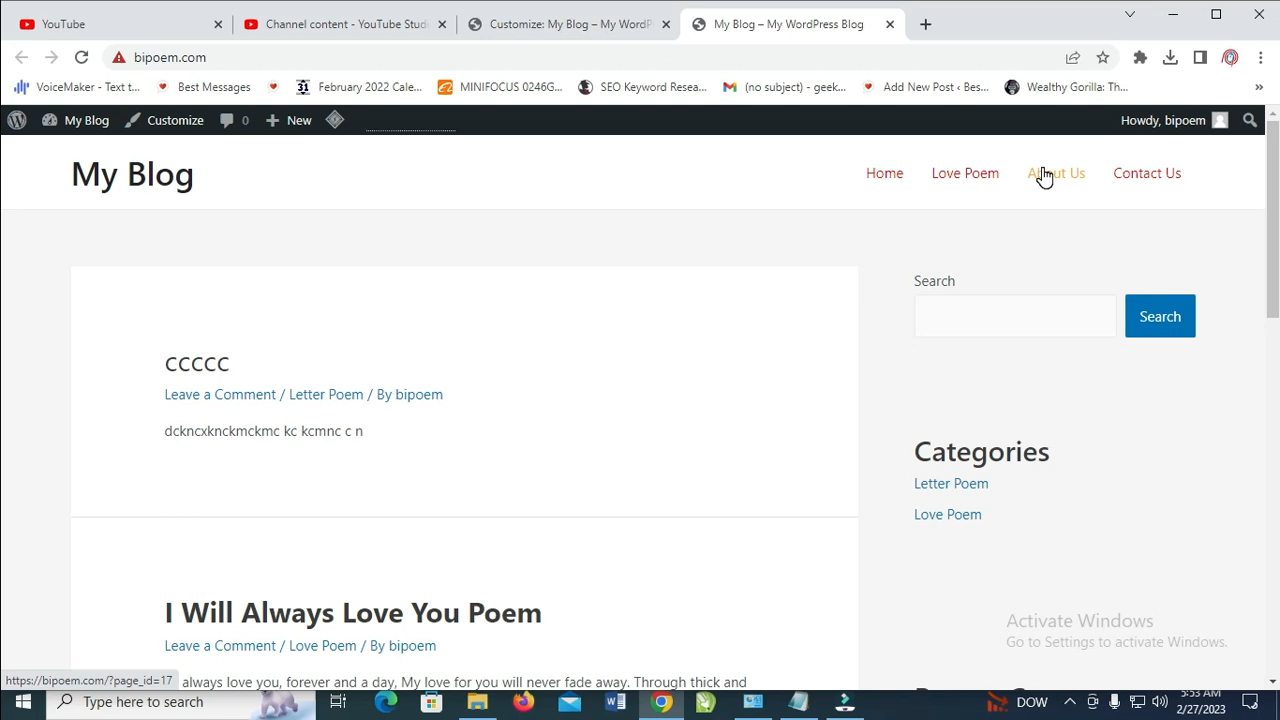 YouTube
Channel content - YouTube Stud
Customize: My Blog – My WordP
My Blog – My WordPress Blog
bipoem.com
VoiceMaker - Text t...
Best Messages
February 2022 Cale...
MINIFOCUS 0246G...
SEO Keyword Resea...
(no subject) - geek...
Add New Post ‹ Bes...
Wealthy Gorilla: Th...
»
My Blog
Customize
0
New
Howdy, bipoem
My Blog
Home
Love Poem
About Us
Contact Us
Search
Search
CCCCC
Leave a Comment / Letter Poem / By bipoem
dckncxknckmckmc kc kcmnc c n
Categories
Letter Poem
Love Poem
I Will Always Love You Poem
Leave a Comment / Love Poem / By bipoem
always love you, forever and a day, My love for you will never fade away. Through thick and
Activate Windows
Go to Settings to activate Windows.
https://bipoem.com/?page_id=17
Type here to search
DOW
5:53 AM
2/27/2023